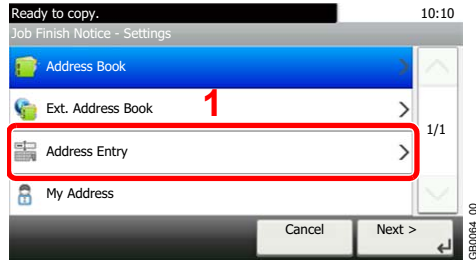 Ready to copy.
10:10
Job Finish Notice - Settings
Address Book
Ext. Address Book
1
1/1
Address Entry
My Address
Cancel
Next >
GB0064_00